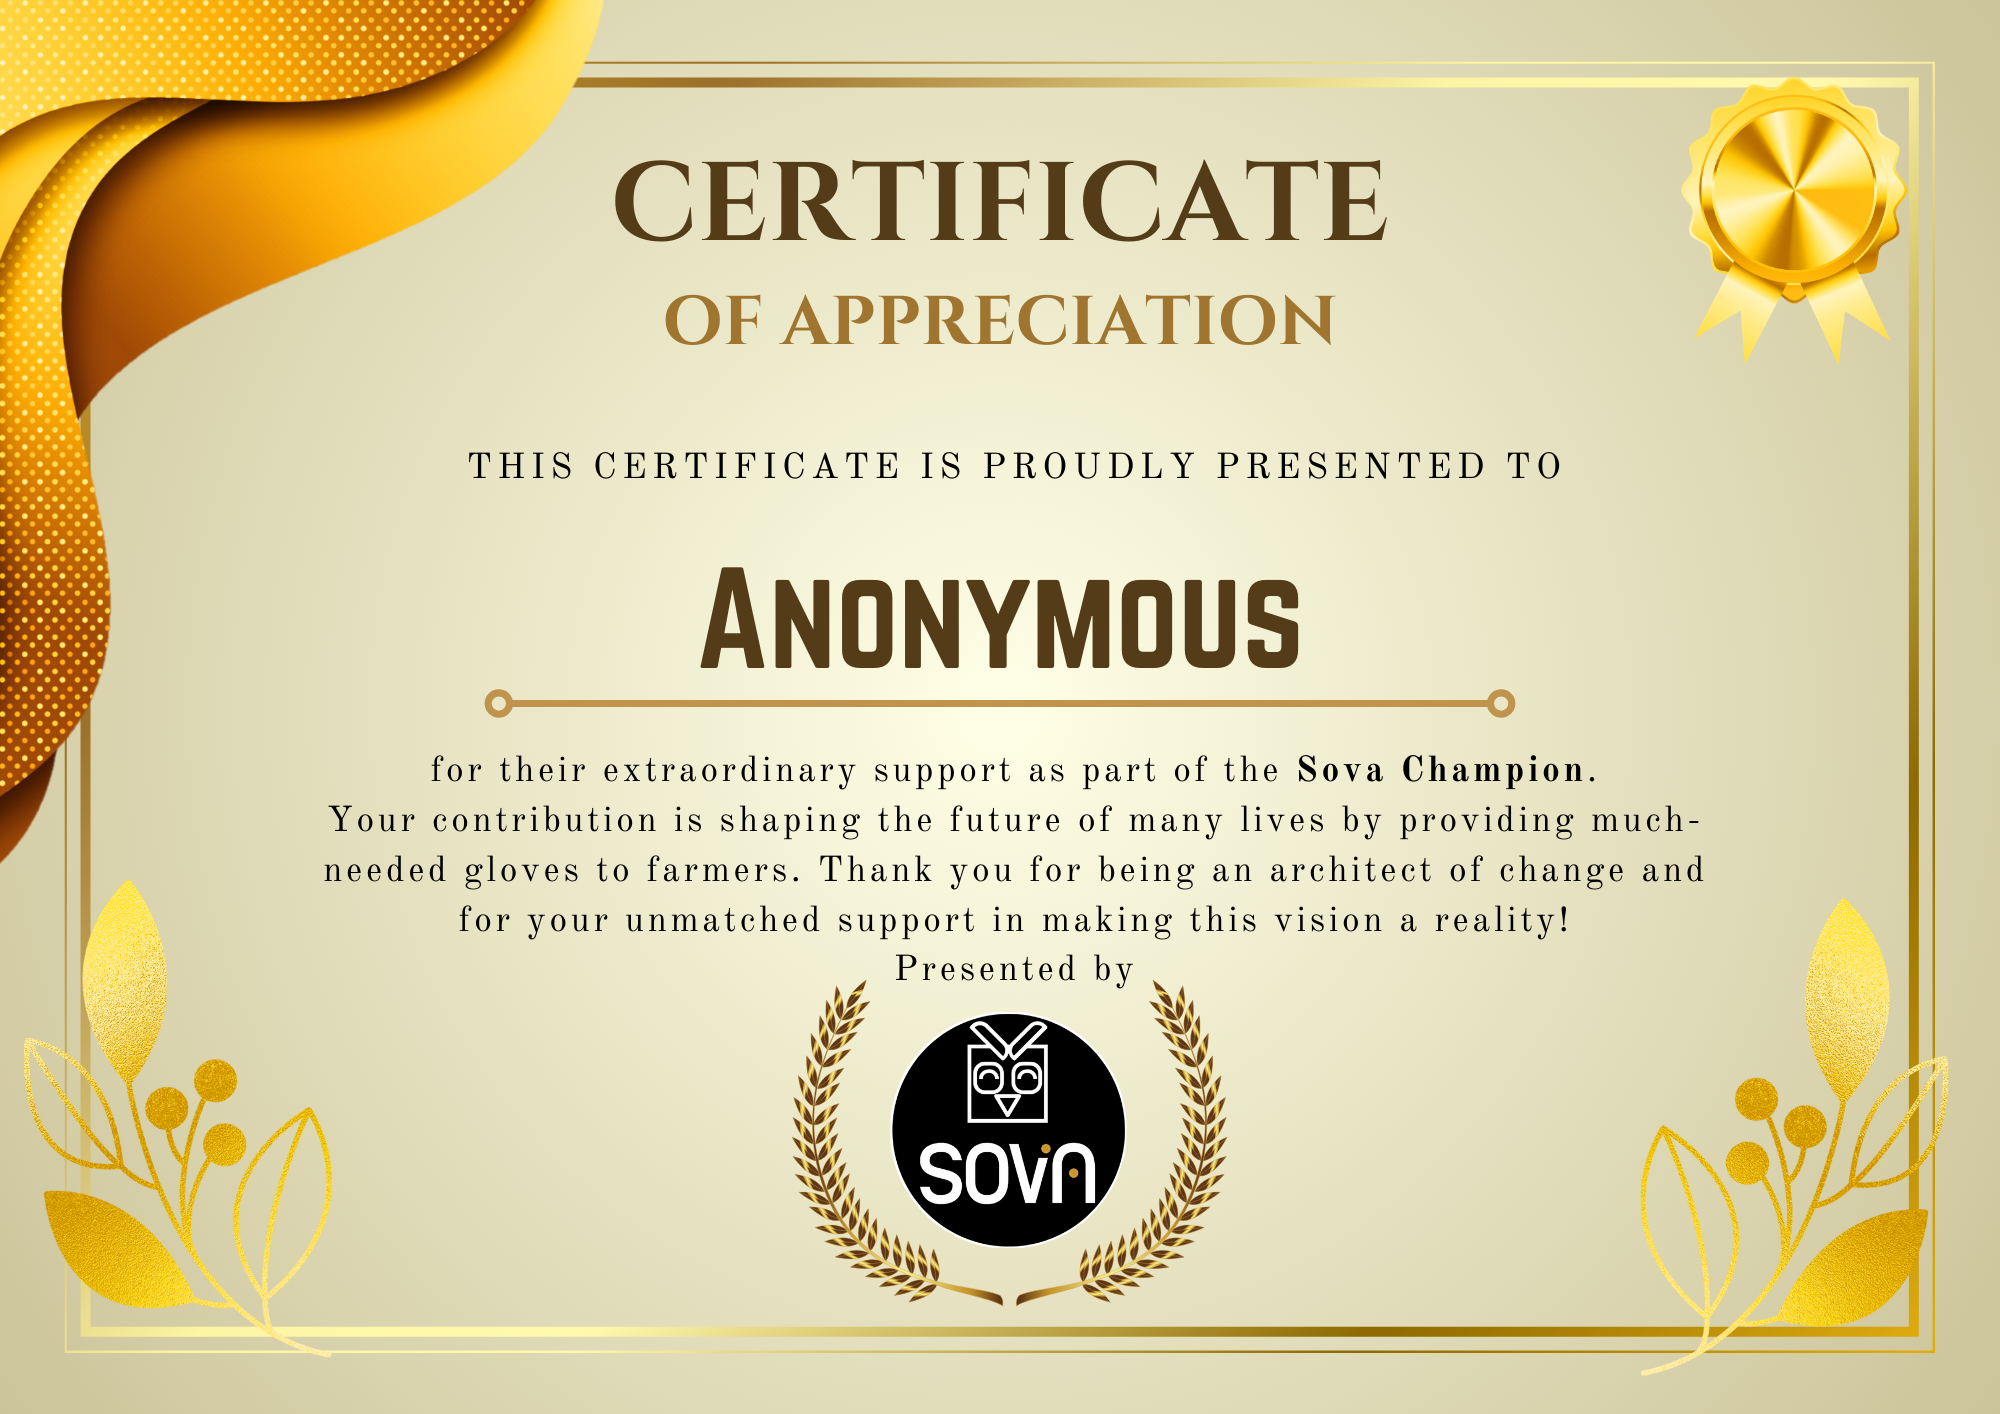 CERTIFICATE
OF APPRECIATION
THIS CERTIFICATE IS PROUDLY PRESENTED TO
ANONYMOUS
for their extraordinary support as part of the Sova Champion.
Your contribution is shaping the future of many lives by providing much-
needed gloves to farmers. Thank you for being an architect of change and
for your unmatched support in making this vision a reality!
Presented by
SOVA